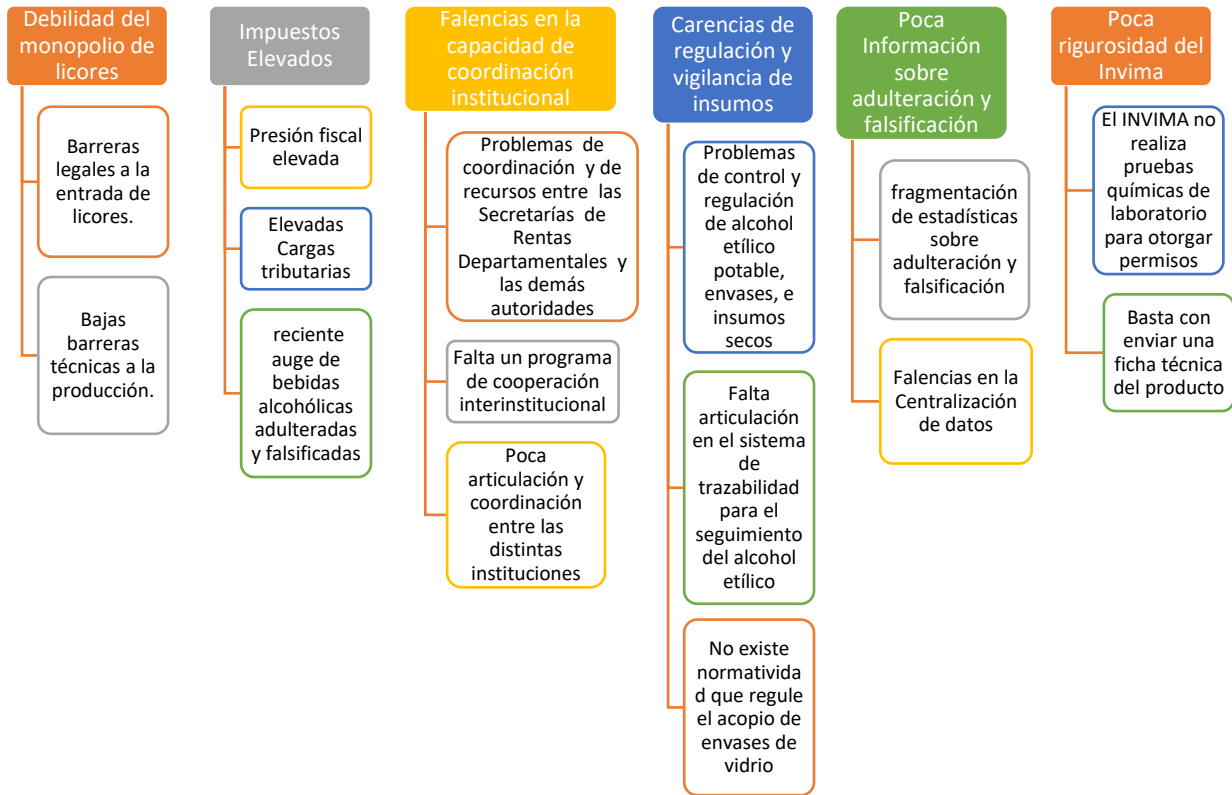 Debilidad del
monopolio de
licores
Barreras
legales a la
entrada de
licores.
Bajas
barreras
técnicas a la
producción.
Impuestos
Elevados
Presión fiscal
elevada
Elevadas
Cargas
tributarias
reciente
auge de
bebidas
alcohólicas
adulteradas
y falsificadas
Falencias en la
capacidad de
coordinación
institucional
Problemas de
coordinación y de
recursos entre las
Secretarías de
Rentas
Departamentales y
las demás
autoridades
Falta un programa
de cooperación
interinstitucional
Poca
articulación y
coordinación
entre las
distintas
instituciones
Carencias de
regulación y
vigilancia de
insumos
Problemas
de control y
regulación
de alcohol
etílico
potable,
envases, e
insumos
secos
Falta
articulación
en el sistema
de
trazabilidad
para el
seguimiento
del alcohol
etílico
No existe
normativida
d que regule
el acopio de
envases de
vidrio
Poca
Información
sobre
adulteración y
falsificación
fragmentación
de estadísticas
sobre
adulteración y
falsificación
Falencias en la
Centralización
de datos
Poca
rigurosidad del
Invima
El INVIMA no
realiza
pruebas
químicas de
laboratorio
para otorgar
permisos
Basta con
enviar una
ficha técnica
del producto